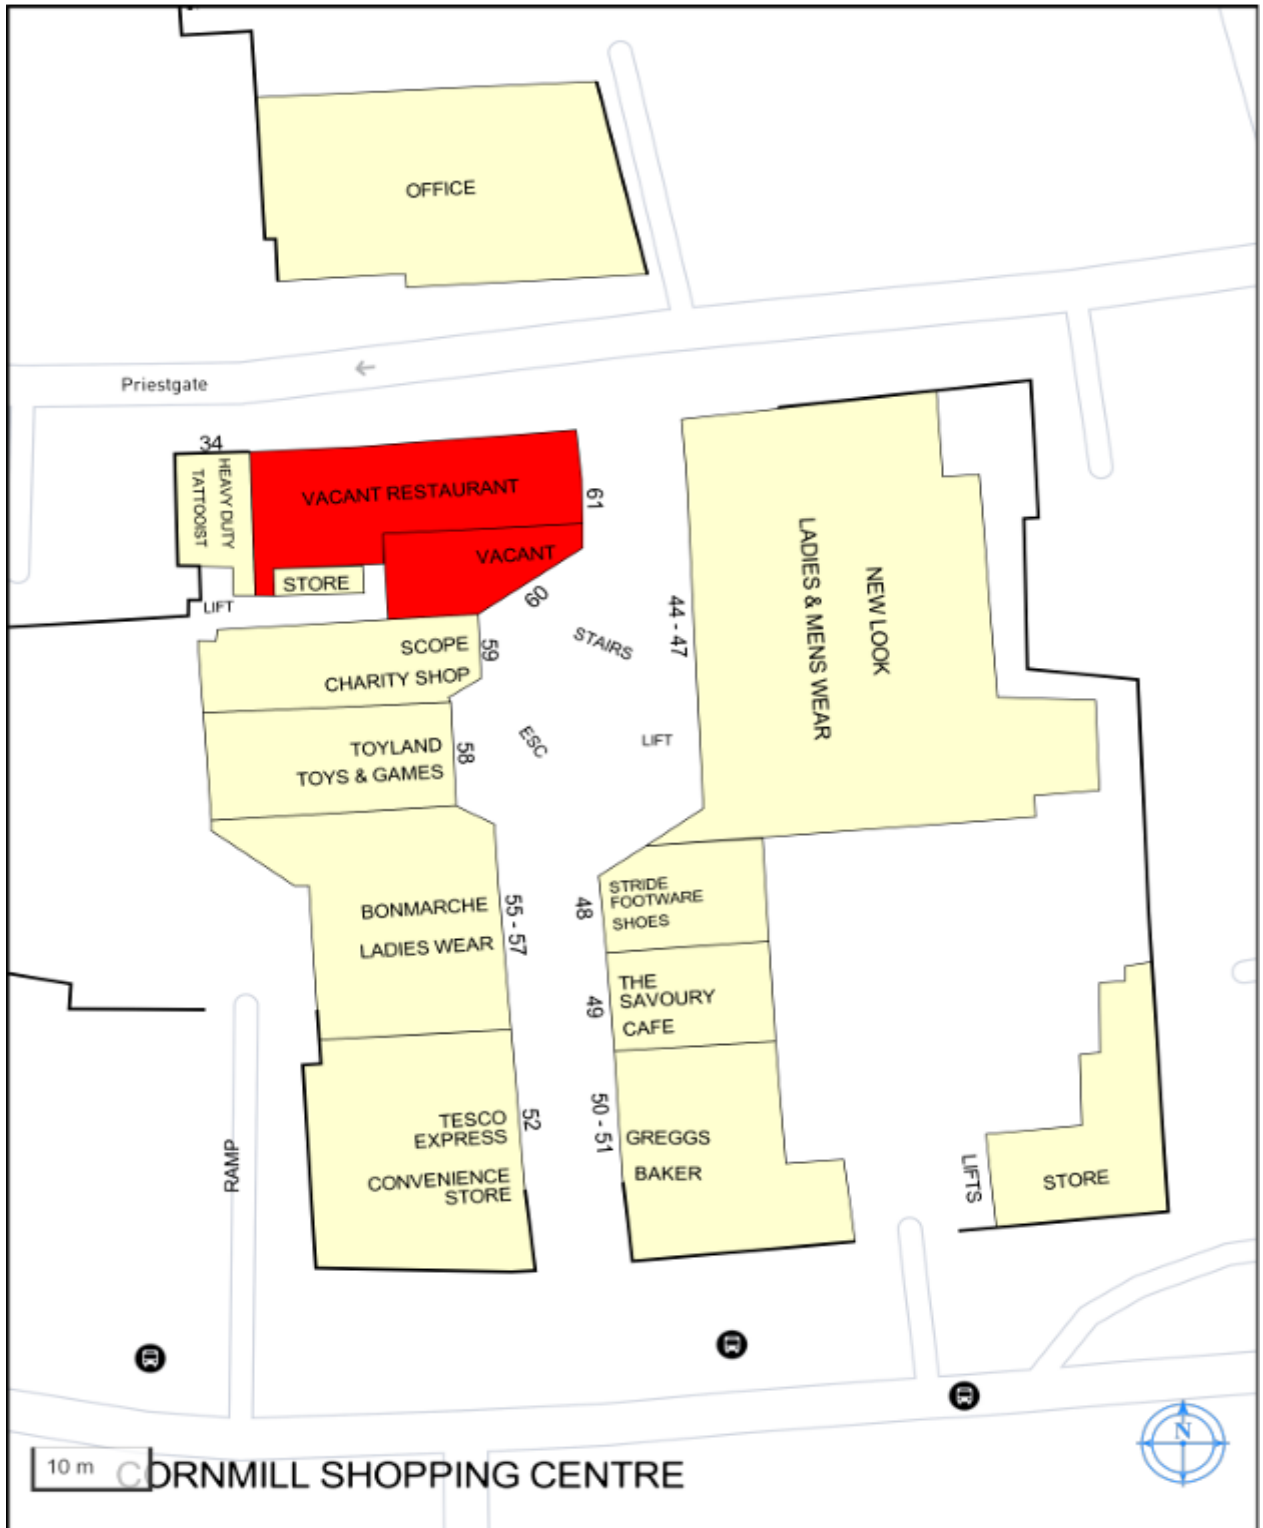 OFFICE
Priestgate
34
HEAVY DUTY
TATTOOIST
VACANT RESTAURANT
61
VACANT
60
STORE
LIFT
SCOPE
CHARITY SHOP
59
STAIRS
44 - 47
NEW LOOK
LADIES & MENS WEAR
TOYLAND
TOYS & GAMES
58
ESC
LIFT
BONMARCHE
LADIES WEAR
55 - 57
48
STRIDE
FOOTWARE
SHOES
49
THE
SAVOURY
CAFE
TESCO
EXPRESS
CONVENIENCE
STORE
52
50 - 51
GREGGS
BAKER
RAMP
LIFTS
STORE
N
10 m
CORNMILL SHOPPING CENTRE